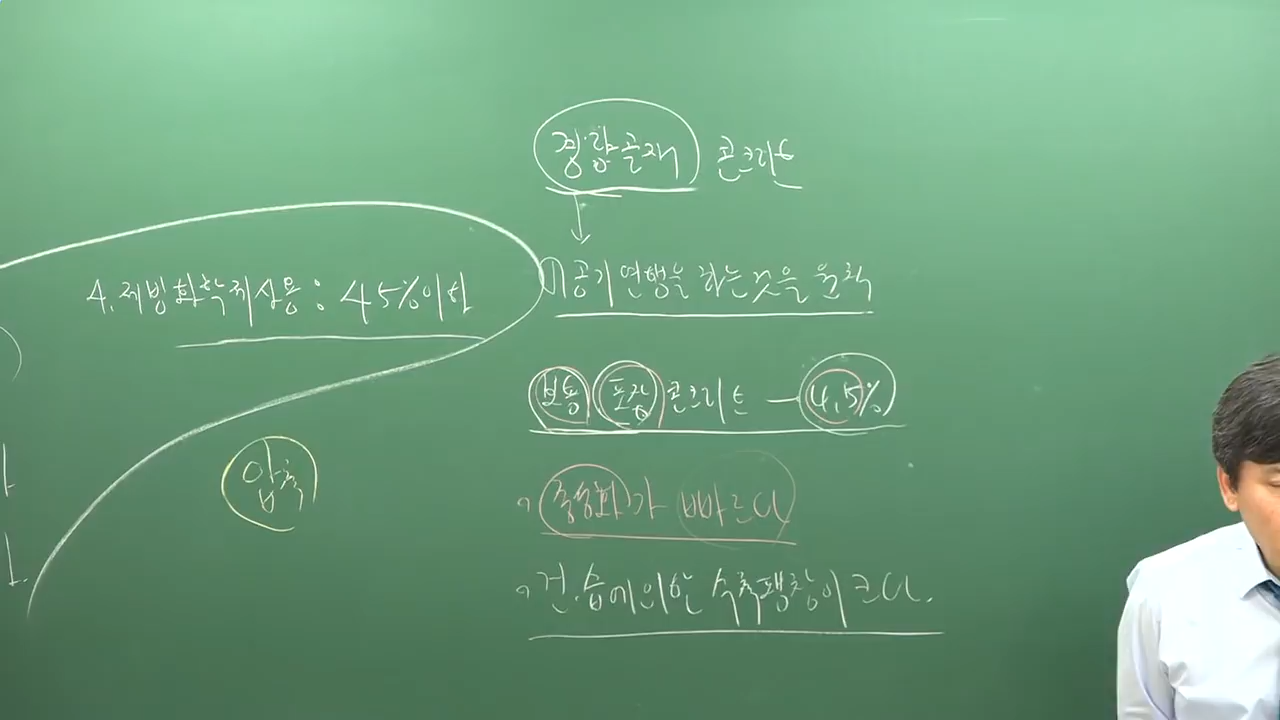 4. 제빙화학제사용 : 45%이하
압축
경량골재 콘크리트
1) 공기연행을 하는것을 원칙
보통 포장 콘크리트 — 4.5%
중성화가 빠르다
건·습에의한 수축팽창이 크다.